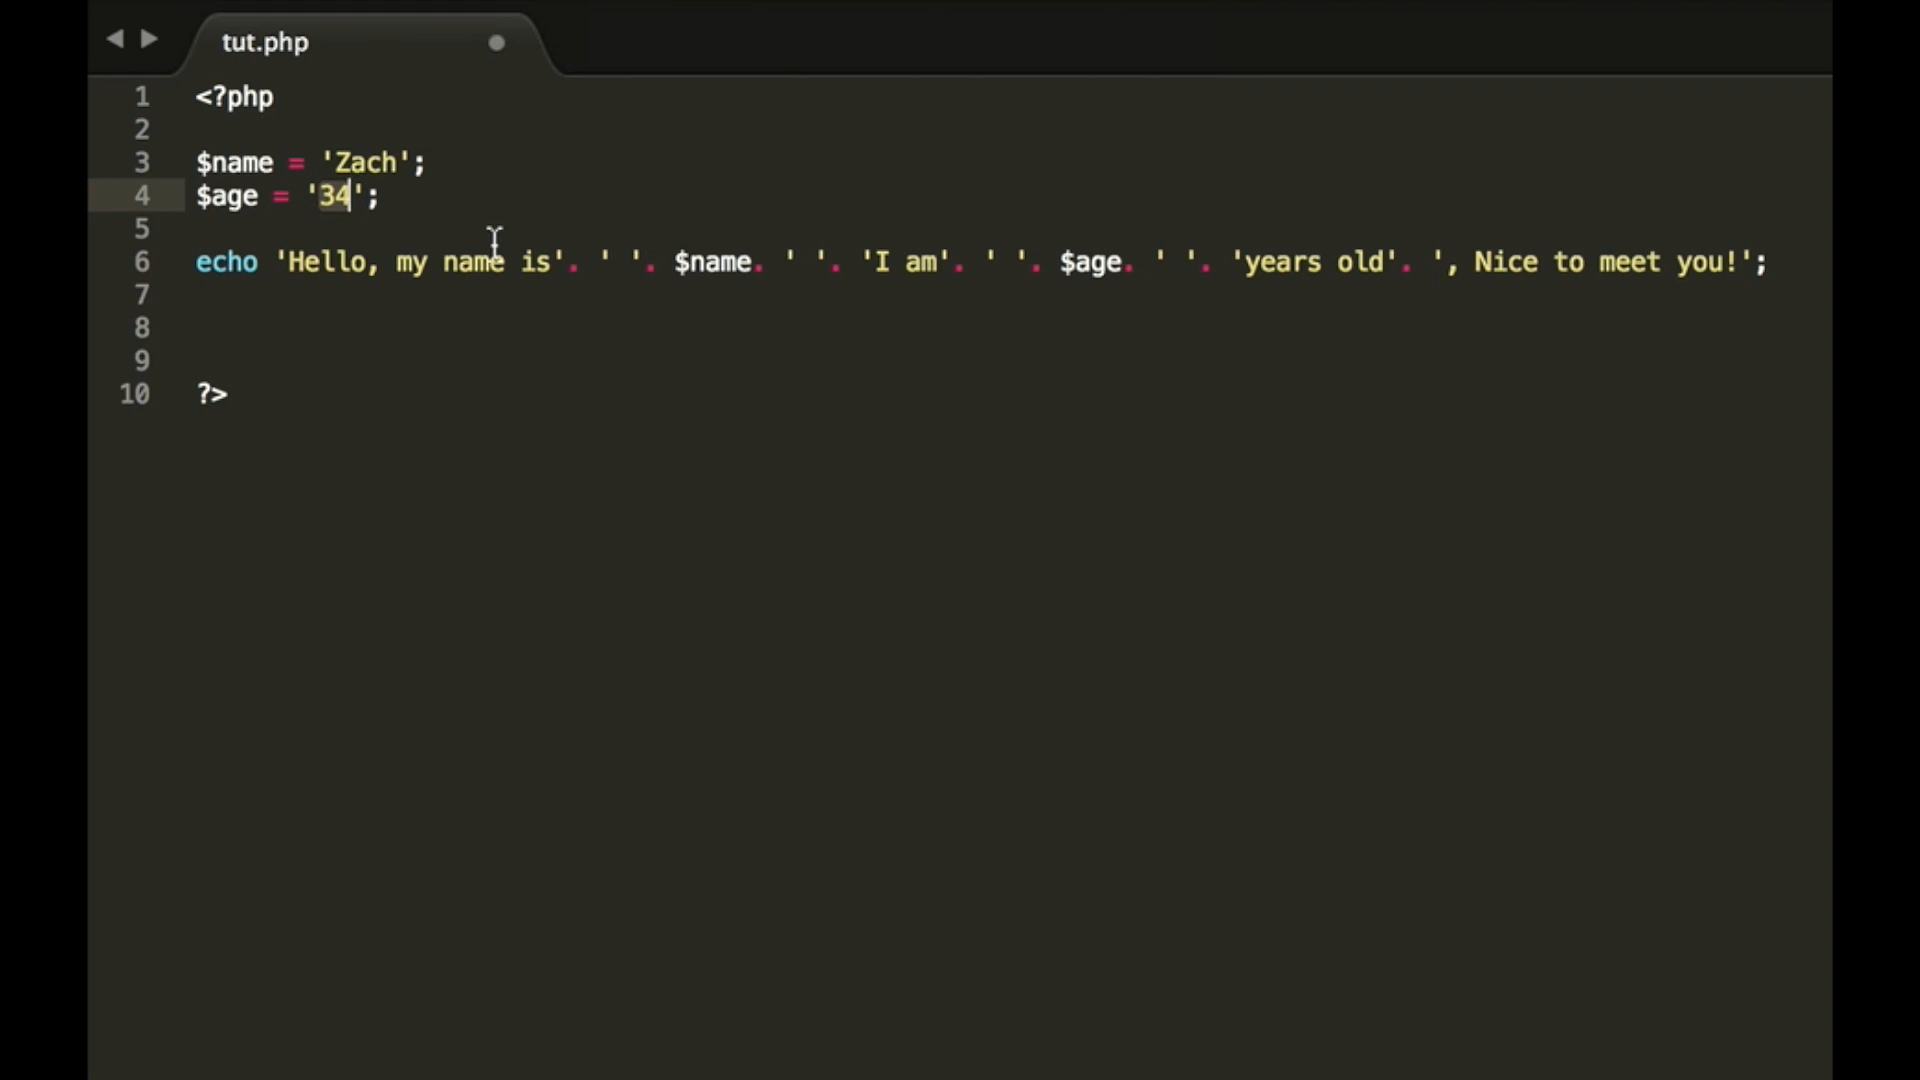 tut.php
1 <?php
2
3 $name = 'Zach';
4 $age = '34';
5
6 echo 'Hello, my name is'. ' '. $name. ' '. 'I am'. ' '. $age. ' '. 'years old'. ', Nice to meet you!';
7
8
9
10 ?>